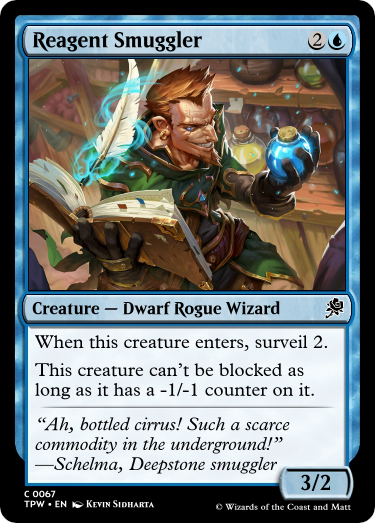 Reagent Smuggler 2
Creature — Dwarf Rogue Wizard
When this creature enters, surveil 2.
This creature can't be blocked as
long as it has a -1/-1 counter on it.
“Ah, bottled cirrus! Such a scarce
commodity in the underground!”
—Schelma, Deepstone smuggler
3/2
C 0067
TPW • EN Kevin Sidharta
© Wizards of the Coast and Matt